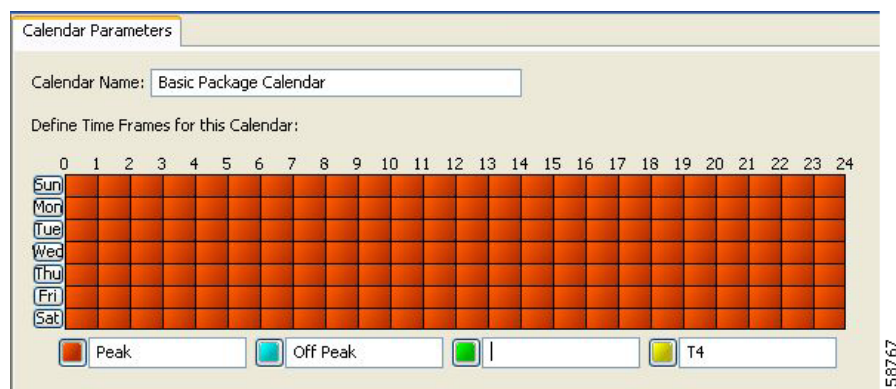 Calendar Parameters
Calendar Name: Basic Package Calendar
Define Time Frames for this Calendar:
0 1 2 3 4 5 6 7 8 9 10 11 12 13 14 15 16 17 18 19 20 21 22 23 24
Sun
Mon
Tue
Wed
Thu
Fri
Sat
Peak Off Peak T4